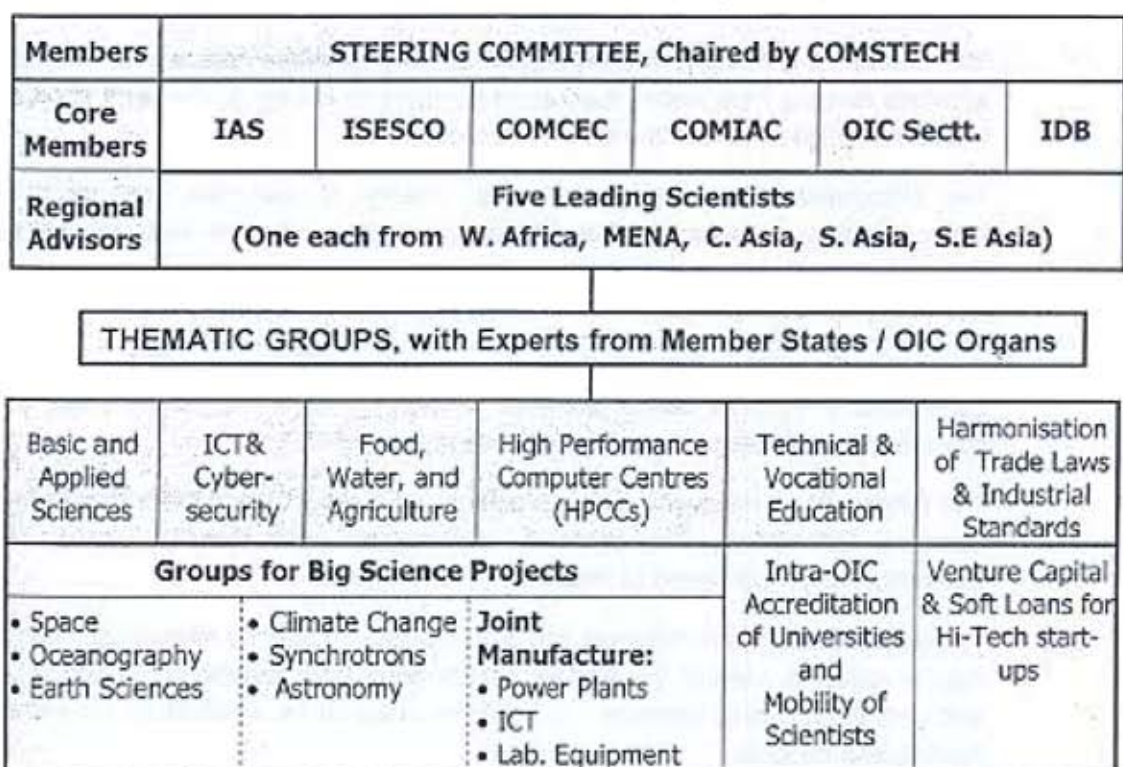 Members
STEERING COMMITTEE, Chaired by COMSTECH
Core
Members
IAS
ISESCO
COMCEC
COMIAC
OIC Sectt.
IDB
Regional
Advisors
Five Leading Scientists
(One each from W. Africa, MENA, C. Asia, S. Asia, S.E Asia)
THEMATIC GROUPS, with Experts from Member States / OIC Organs
Basic and
Applied
Sciences
ICT&
Cyber-
security
Food,
Water, and
Agriculture
High Performance
Computer Centres
(HPCCs)
Technical &
Vocational
Education
Harmonisation
of Trade Laws
& Industrial
Standards
Groups for Big Science Projects
• Space
• Oceanography
• Earth Sciences
• Climate Change
• Synchrotrons
• Astronomy
Joint
Manufacture:
• Power Plants
• ICT
• Lab. Equipment
Intra-OIC
Accreditation
of Universities
and
Mobility of
Scientists
Venture Capital
& Soft Loans for
Hi-Tech start-
ups